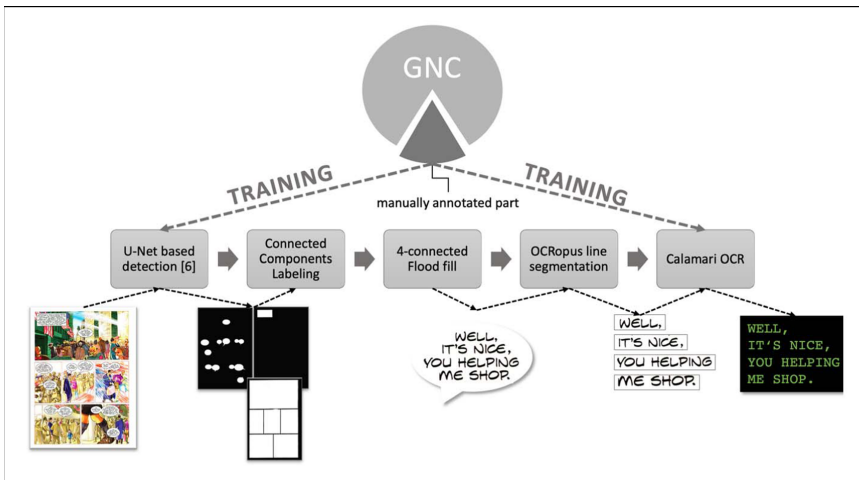 GNC
TRAINING
TRAINING
manually annotated part
U-Net based
detection [6]
Connected
Components
Labeling
4-connected
Flood fill
OCRopus line
segmentation
Calamari OCR
WELL,
IT'S NICE,
YOU HELPING
ME SHOP.
WELL,
IT'S NICE,
YOU HELPING
ME SHOP.
WELL,
IT'S NICE,
YOU HELPING
ME SHOP.